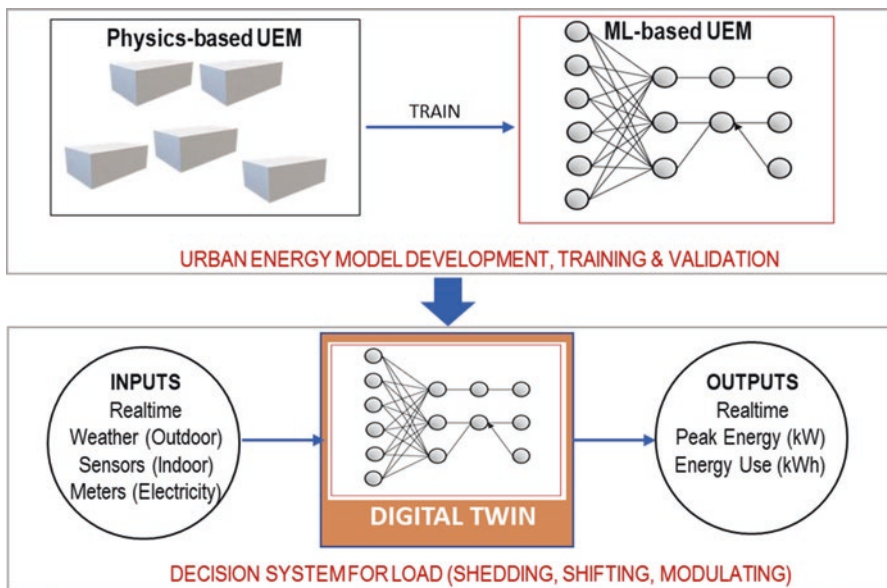 Physics-based UEM
ML-based UEM
TRAIN
URBAN ENERGY MODEL DEVELOPMENT, TRAINING & VALIDATION
INPUTS
Realtime
Weather (Outdoor)
Sensors (Indoor)
Meters (Electricity)
DIGITAL TWIN
OUTPUTS
Realtime
Peak Energy (kW)
Energy Use (kWh)
DECISION SYSTEM FOR LOAD (SHEDDING, SHIFTING, MODULATING)